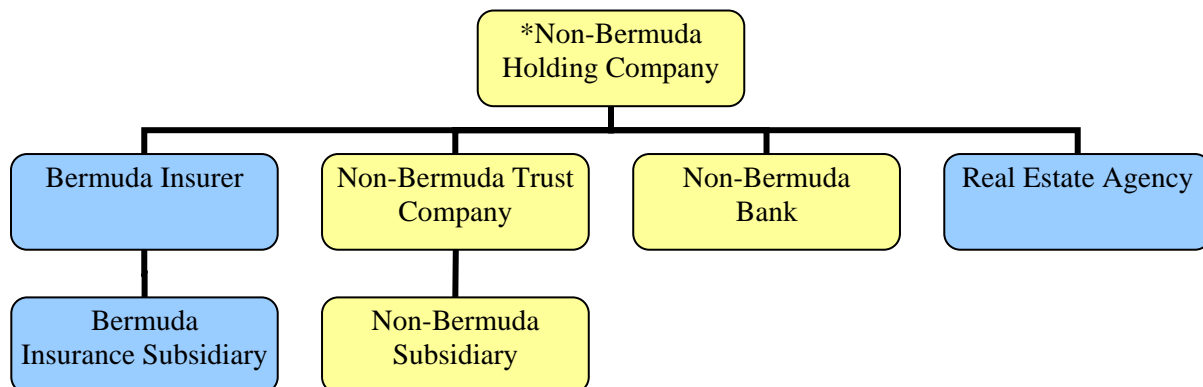 *Non-Bermuda
Holding Company
Bermuda Insurer
Non-Bermuda Trust
Company
Non-Bermuda
Bank
Real Estate Agency
Bermuda
Insurance Subsidiary
Non-Bermuda
Subsidiary